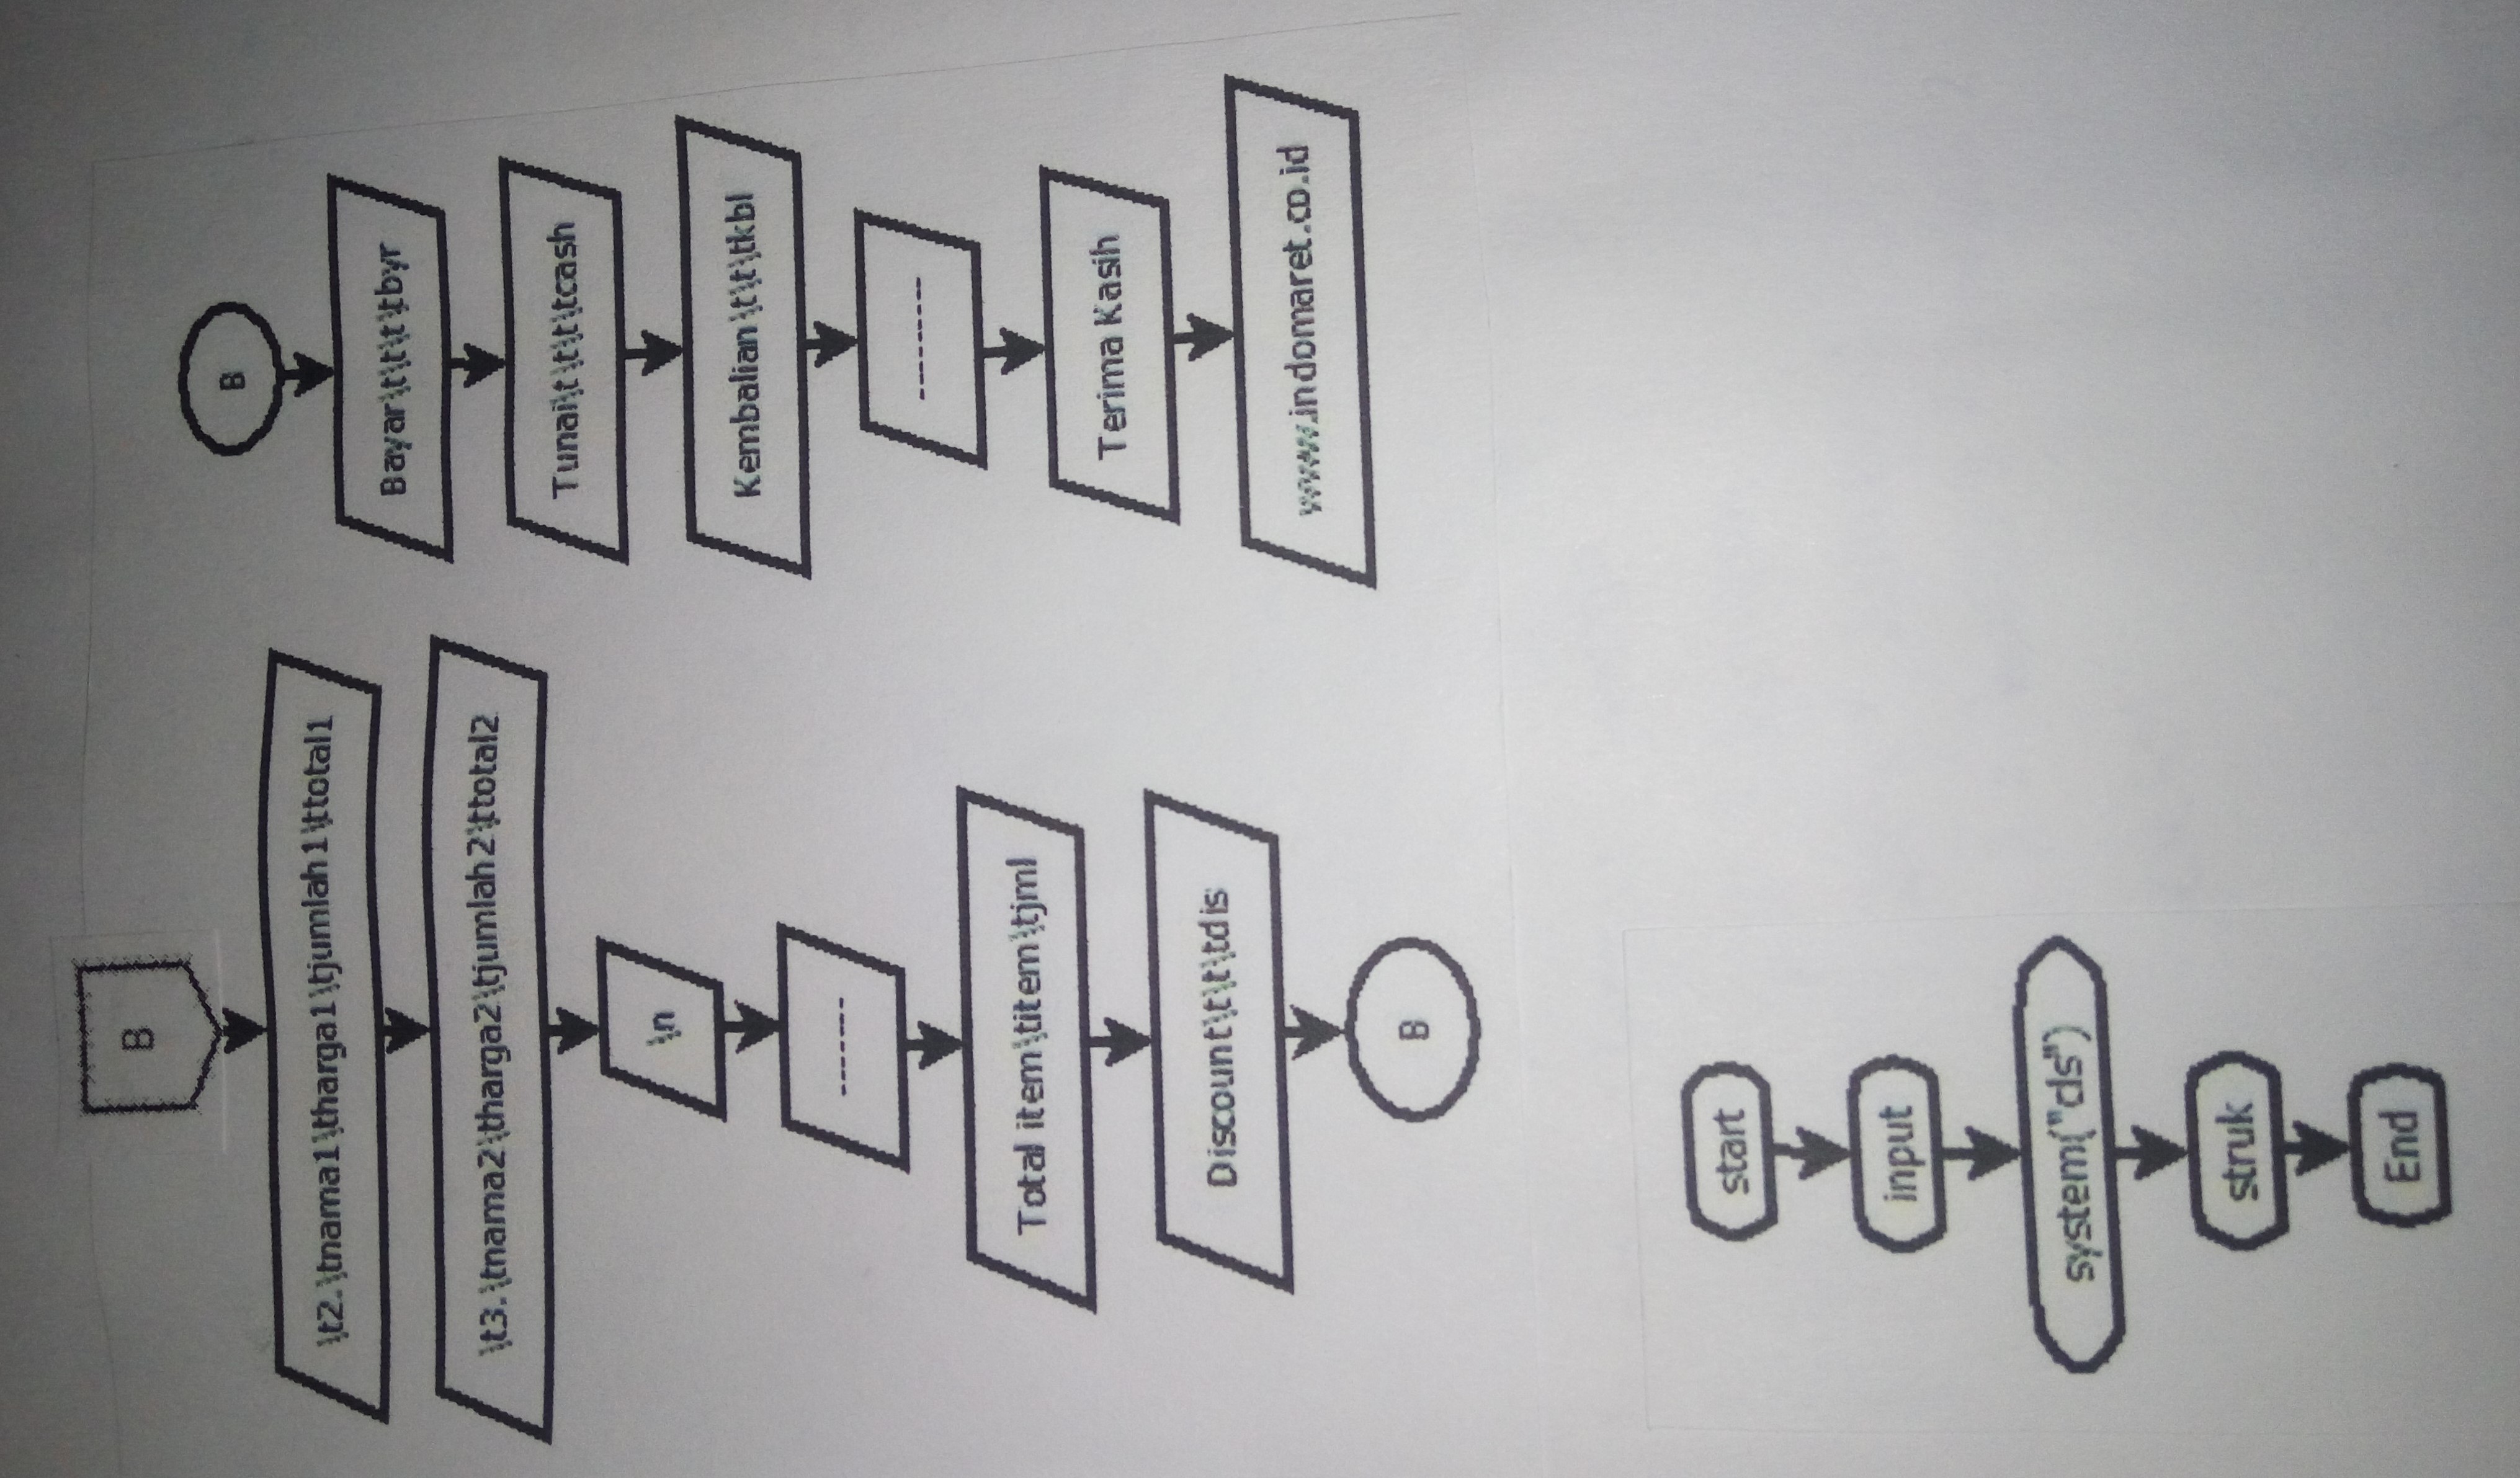 B
\t2.\tnama1\tharga1\tjumlah1\ttotal1
\t3.\tnama2\tharga2\tjumlah2\ttotal2
\n
------
Total item\titem\tjml
Discount\t\t\tdis
B
B
Bayar\t\t\t\tbyr
Tunai\t\t\t\tcash
Kembalian\t\t\tkbl
--------
Terima Kasih
www.indomaret.co.id
start
input
system("cls")
struk
End